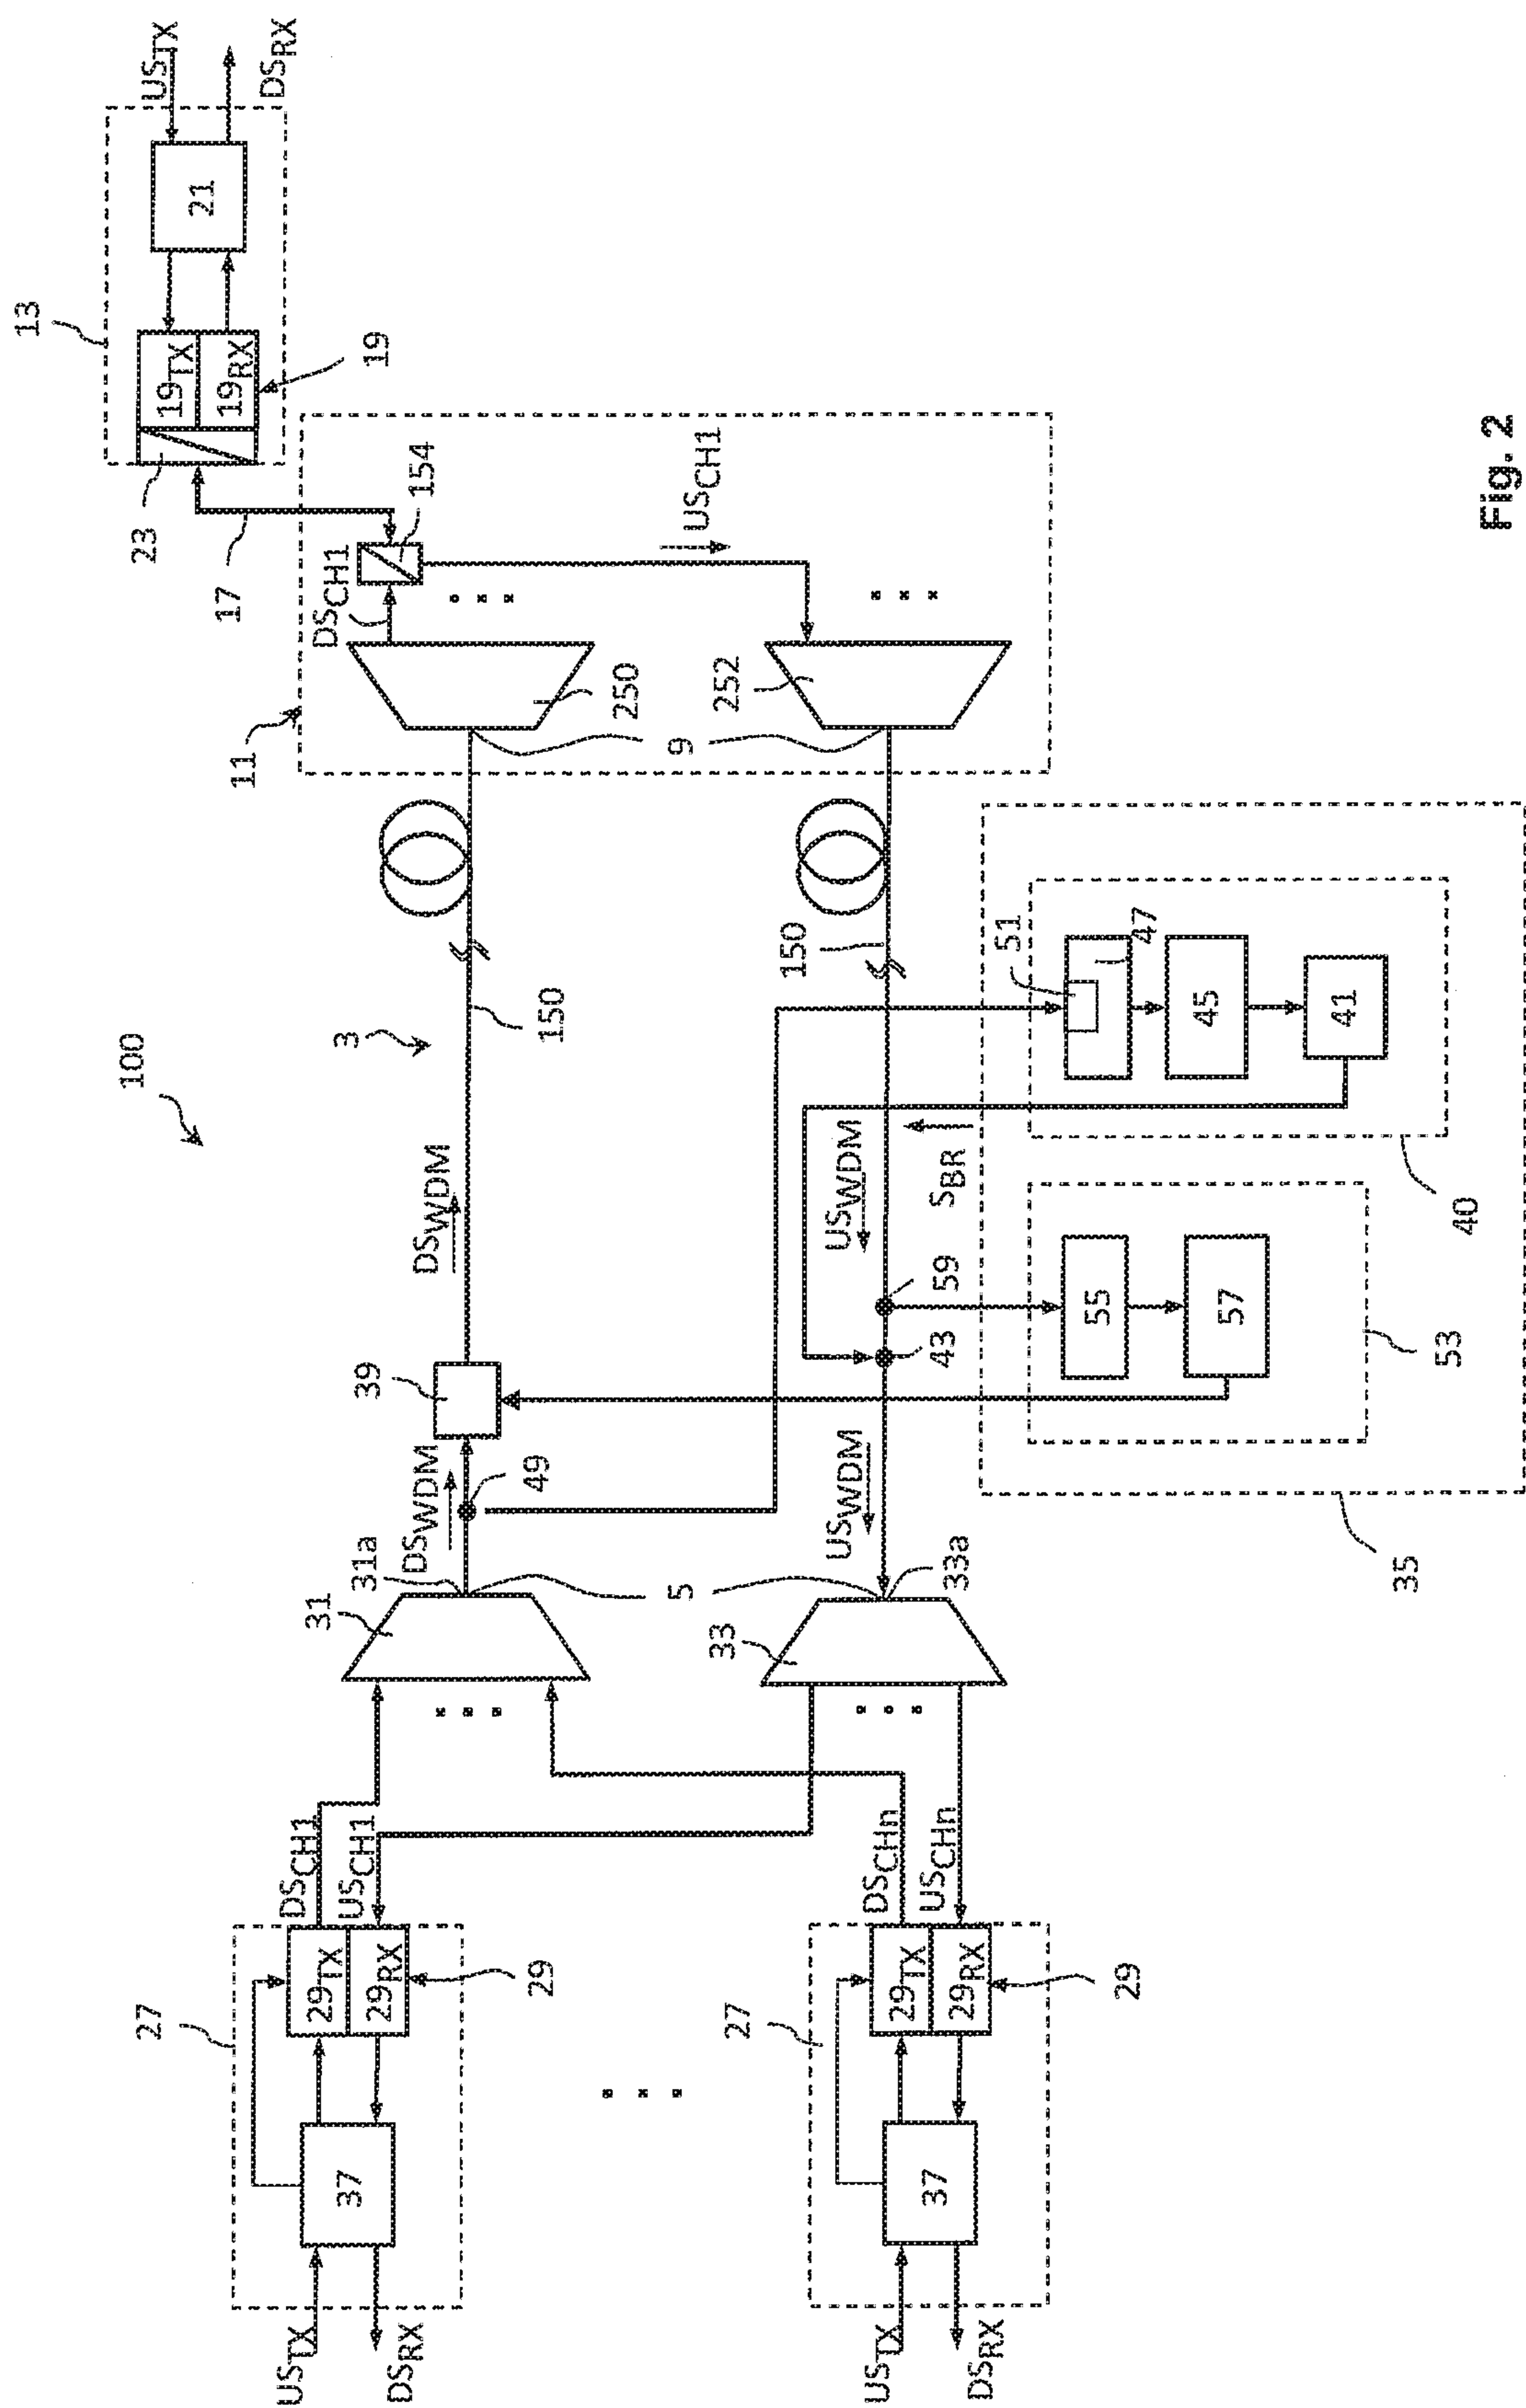 100
3
US_TX
DS_RX
27
37
29_TX
29_RX
29
DS_CH1
US_CH1
31
31a
DS_WDM
49
39
DS_WDM
150
5
11
250
9
DS_CH1
154
17
23
13
19_TX
19_RX
19
21
US_TX
DS_RX
US_CH1
252
US_TX
DS_RX
27
37
29_TX
29_RX
29
DS_CHn
US_CHn
33
33a
US_WDM
43
59
US_WDM
S_BR
150
51
47
45
41
40
55
57
53
35
Fig. 2